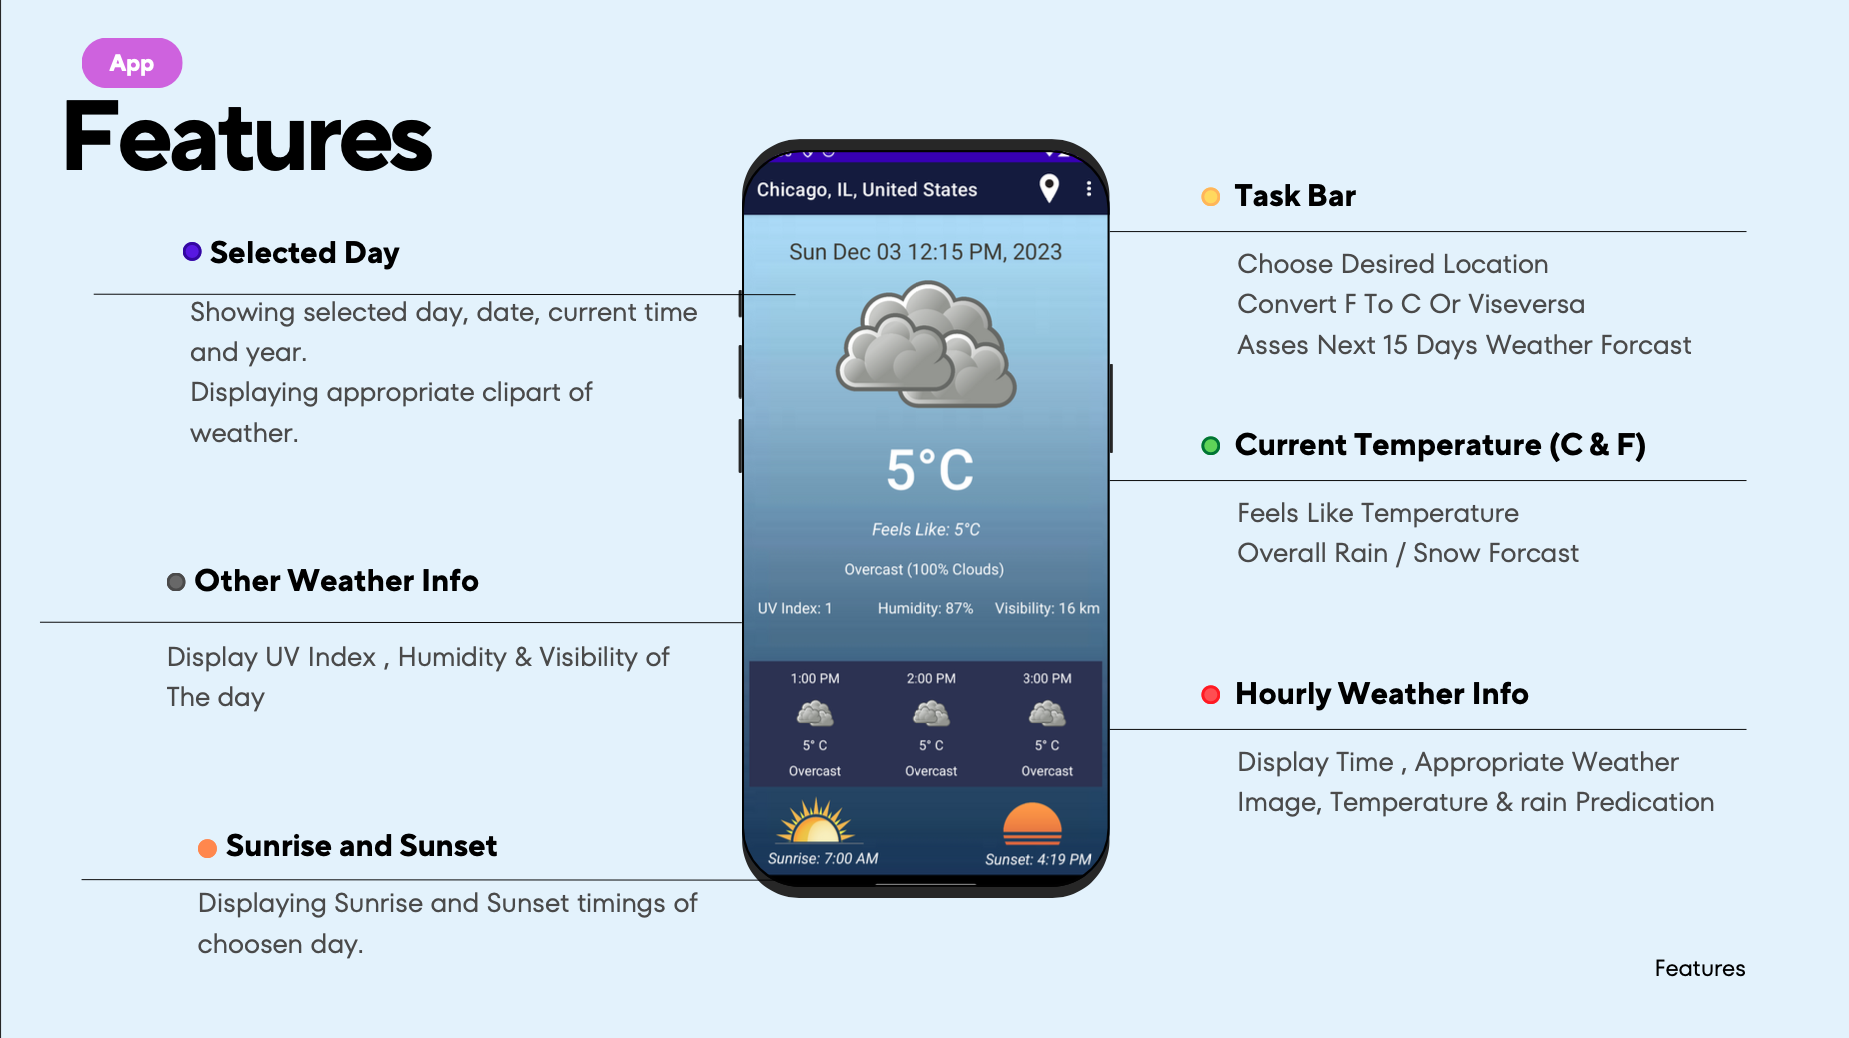 App
Features
Selected Day
Showing selected day, date, current time
and year.
Displaying appropriate clipart of
weather.
Other Weather Info
Display UV Index , Humidity & Visibility of
The day
Sunrise and Sunset
Displaying Sunrise and Sunset timings of
choosen day.
Chicago, IL, United States
Sun Dec 03 12:15 PM, 2023
5°C
Feels Like: 5°C
Overcast (100% Clouds)
UV Index: 1 Humidity: 87% Visibility: 16 km
1:00 PM 2:00 PM 3:00 PM
5° C 5° C 5° C
Overcast Overcast Overcast
Sunrise: 7:00 AM Sunset: 4:19 PM
Task Bar
Choose Desired Location
Convert F To C Or Viseversa
Asses Next 15 Days Weather Forcast
Current Temperature (C & F)
Feels Like Temperature
Overall Rain / Snow Forcast
Hourly Weather Info
Display Time , Appropriate Weather
Image, Temperature & rain Predication
Features